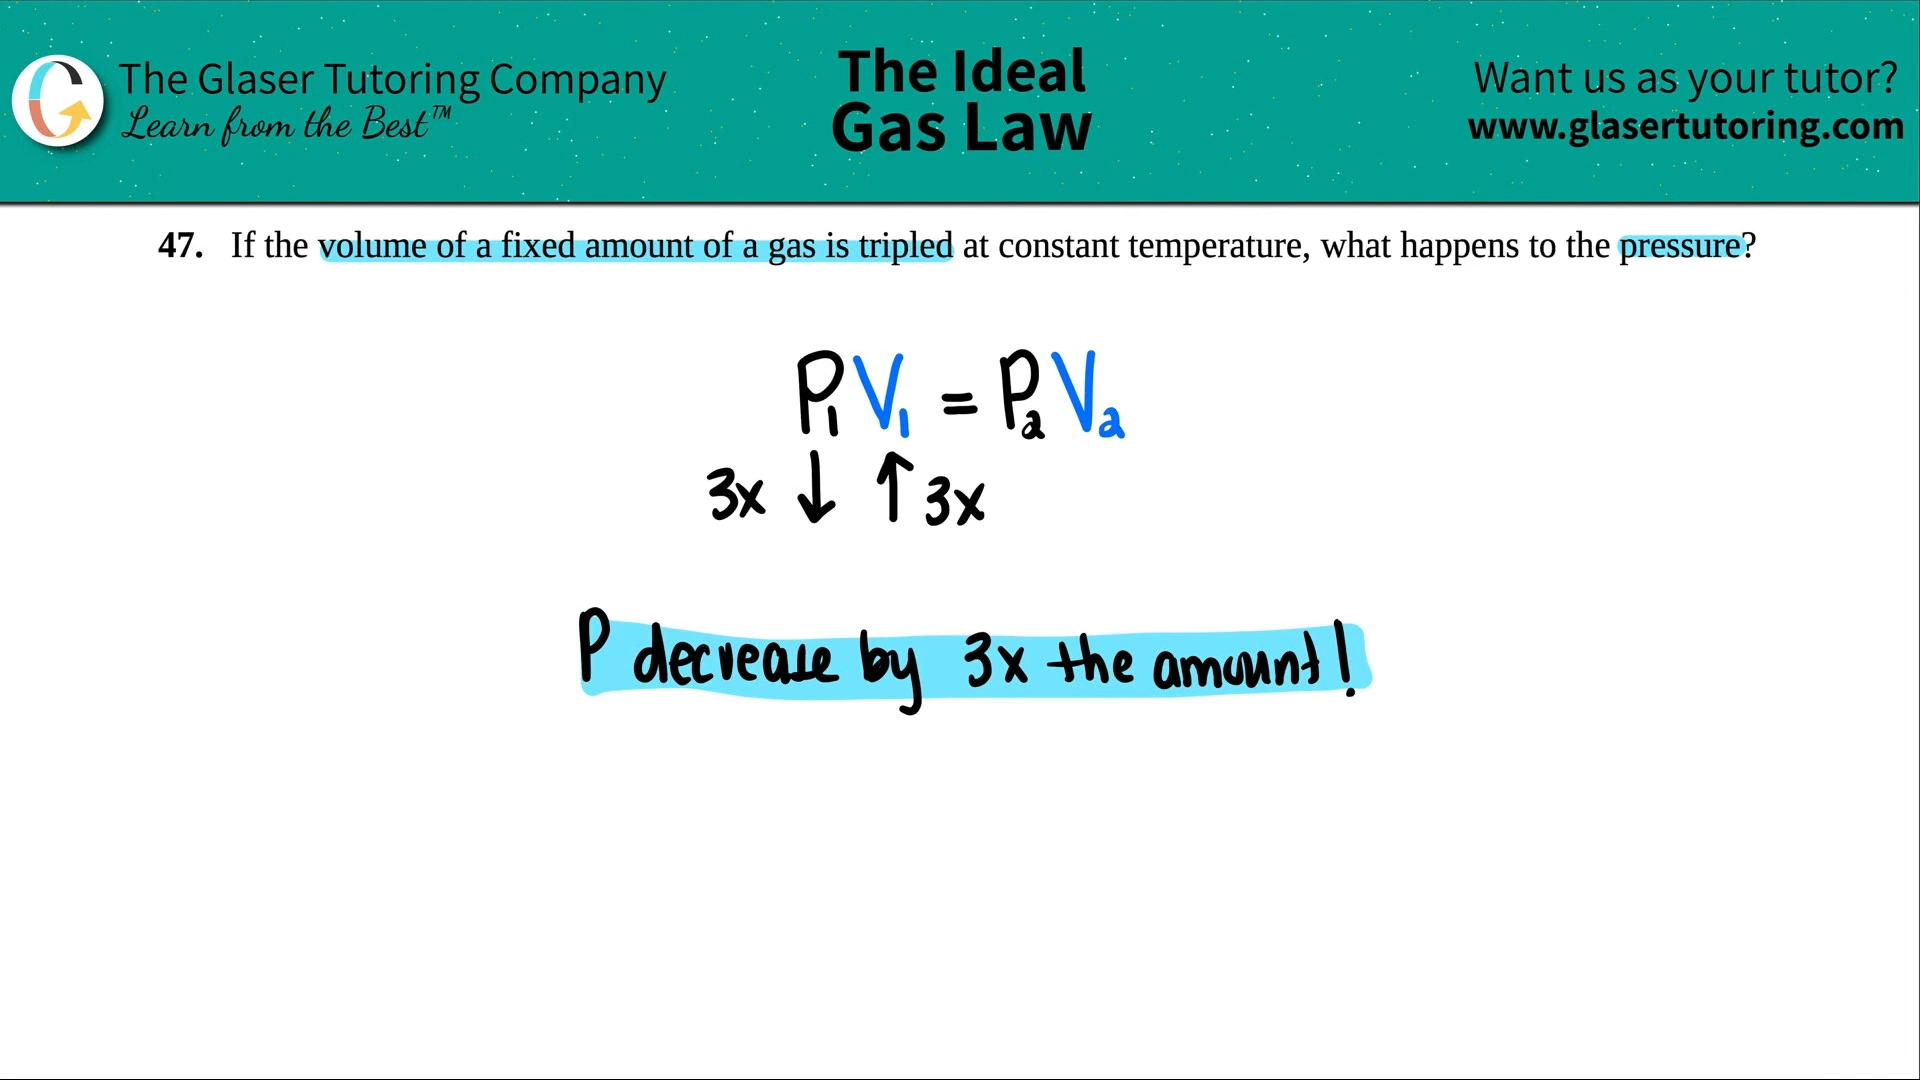 The Glaser Tutoring Company
Learn from the Best™
The Ideal
Gas Law
Want us as your tutor?
www.glasertutoring.com
47. If the volume of a fixed amount of a gas is tripled at constant temperature, what happens to the pressure?
P₁V₁ = P₂V₂
3x ↓ ↑ 3x
P decrease by 3x the amount!